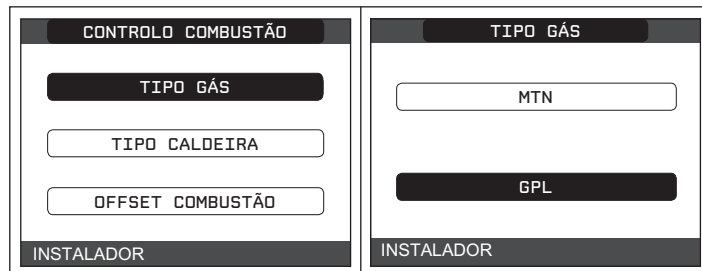 CONTROLO COMBUSTÃO
TIPO GÁS
TIPO CALDEIRA
OFFSET COMBUSTÃO
INSTALADOR
TIPO GÁS
MTN
GPL
INSTALADOR